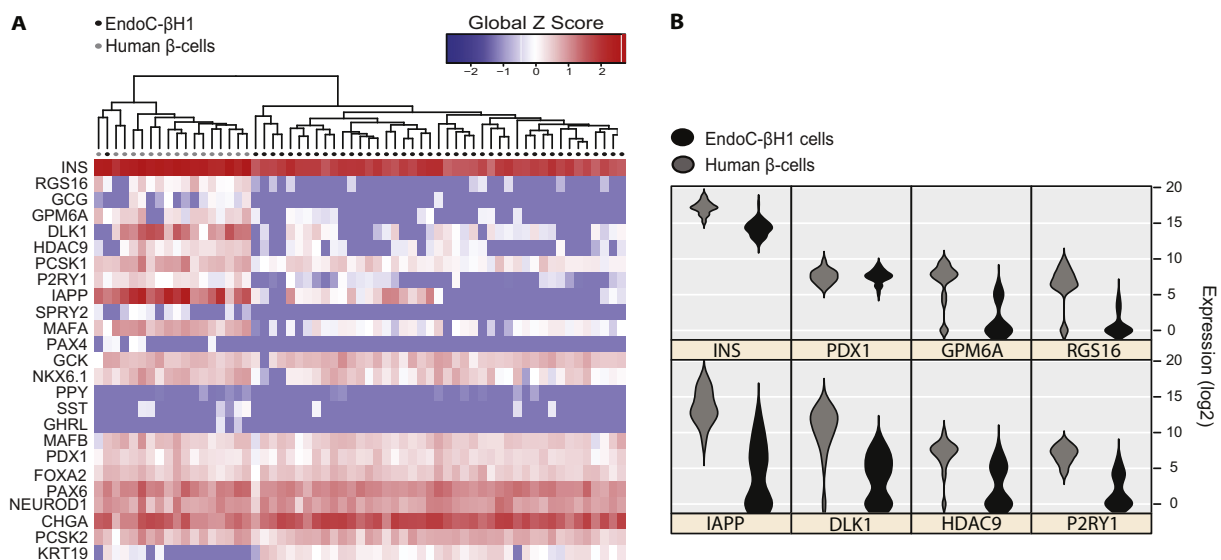 A
EndoC-βH1
Human β-cells
Global Z Score
−2 −1 0 1 2
INS
RGS16
GCG
GPM6A
DLK1
HDAC9
PCSK1
P2RY1
IAPP
SPRY2
MAFA
PAX4
GCK
NKX6.1
PPY
SST
GHRL
MAFB
PDX1
FOXA2
PAX6
NEUROD1
CHGA
PCSK2
KRT19
B
EndoC-βH1 cells
Human β-cells
20
15
10
5
0
INS PDX1 GPM6A RGS16
20
15
10
5
0
IAPP DLK1 HDAC9 P2RY1
Expression (log2)